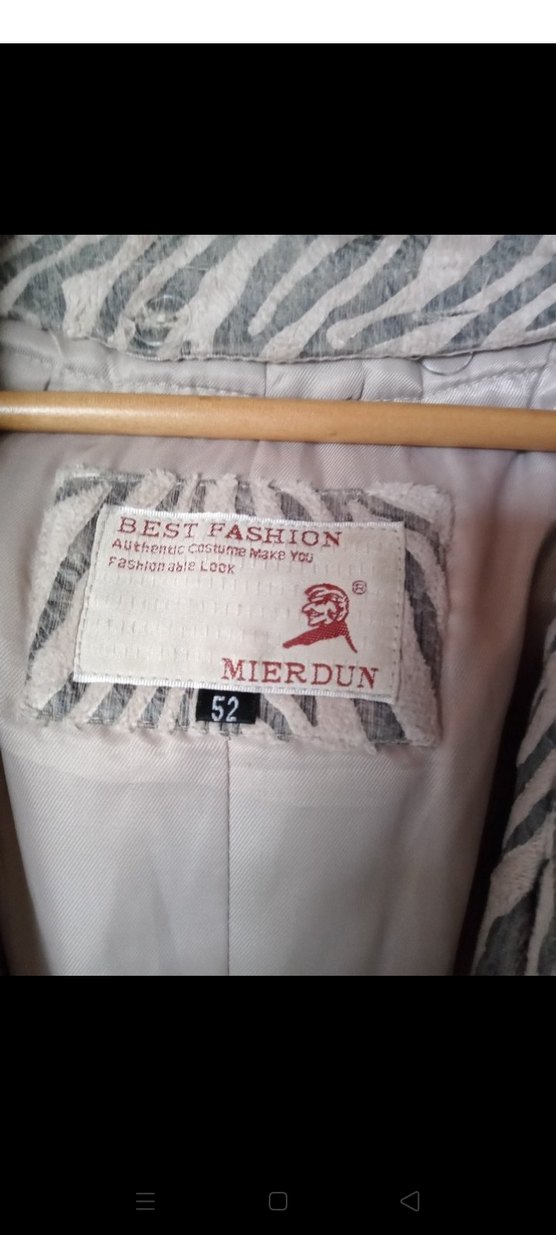 BEST FASHION
Authentic Costume Make You
Fashionable Look
®
MIERDUN
52